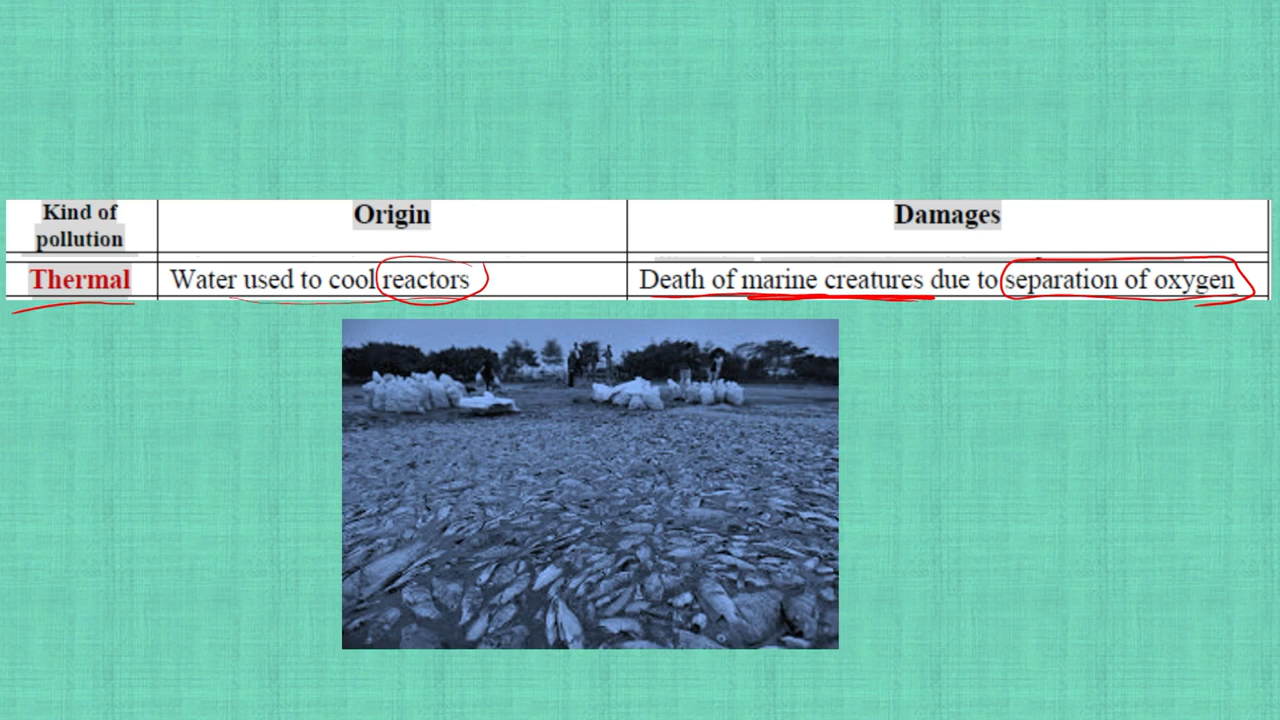 Kind of
pollution
Origin
Damages
Thermal
Water used to cool reactors
Death of marine creatures due to separation of oxygen